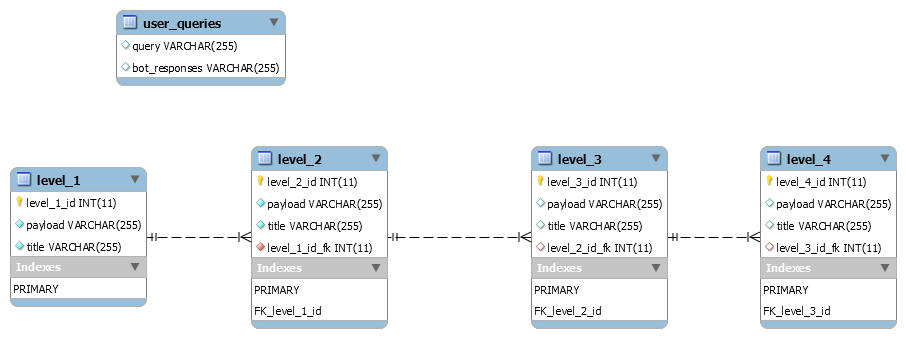 user_queries
query VARCHAR(255)
bot_responses VARCHAR(255)
level_1
level_1_id INT(11)
payload VARCHAR(255)
title VARCHAR(255)
Indexes
PRIMARY
level_2
level_2_id INT(11)
payload VARCHAR(255)
title VARCHAR(255)
level_1_id_fk INT(11)
Indexes
PRIMARY
FK_level_1_id
level_3
level_3_id INT(11)
payload VARCHAR(255)
title VARCHAR(255)
level_2_id_fk INT(11)
Indexes
PRIMARY
FK_level_2_id
level_4
level_4_id INT(11)
payload VARCHAR(255)
title VARCHAR(255)
level_3_id_fk INT(11)
Indexes
PRIMARY
FK_level_3_id